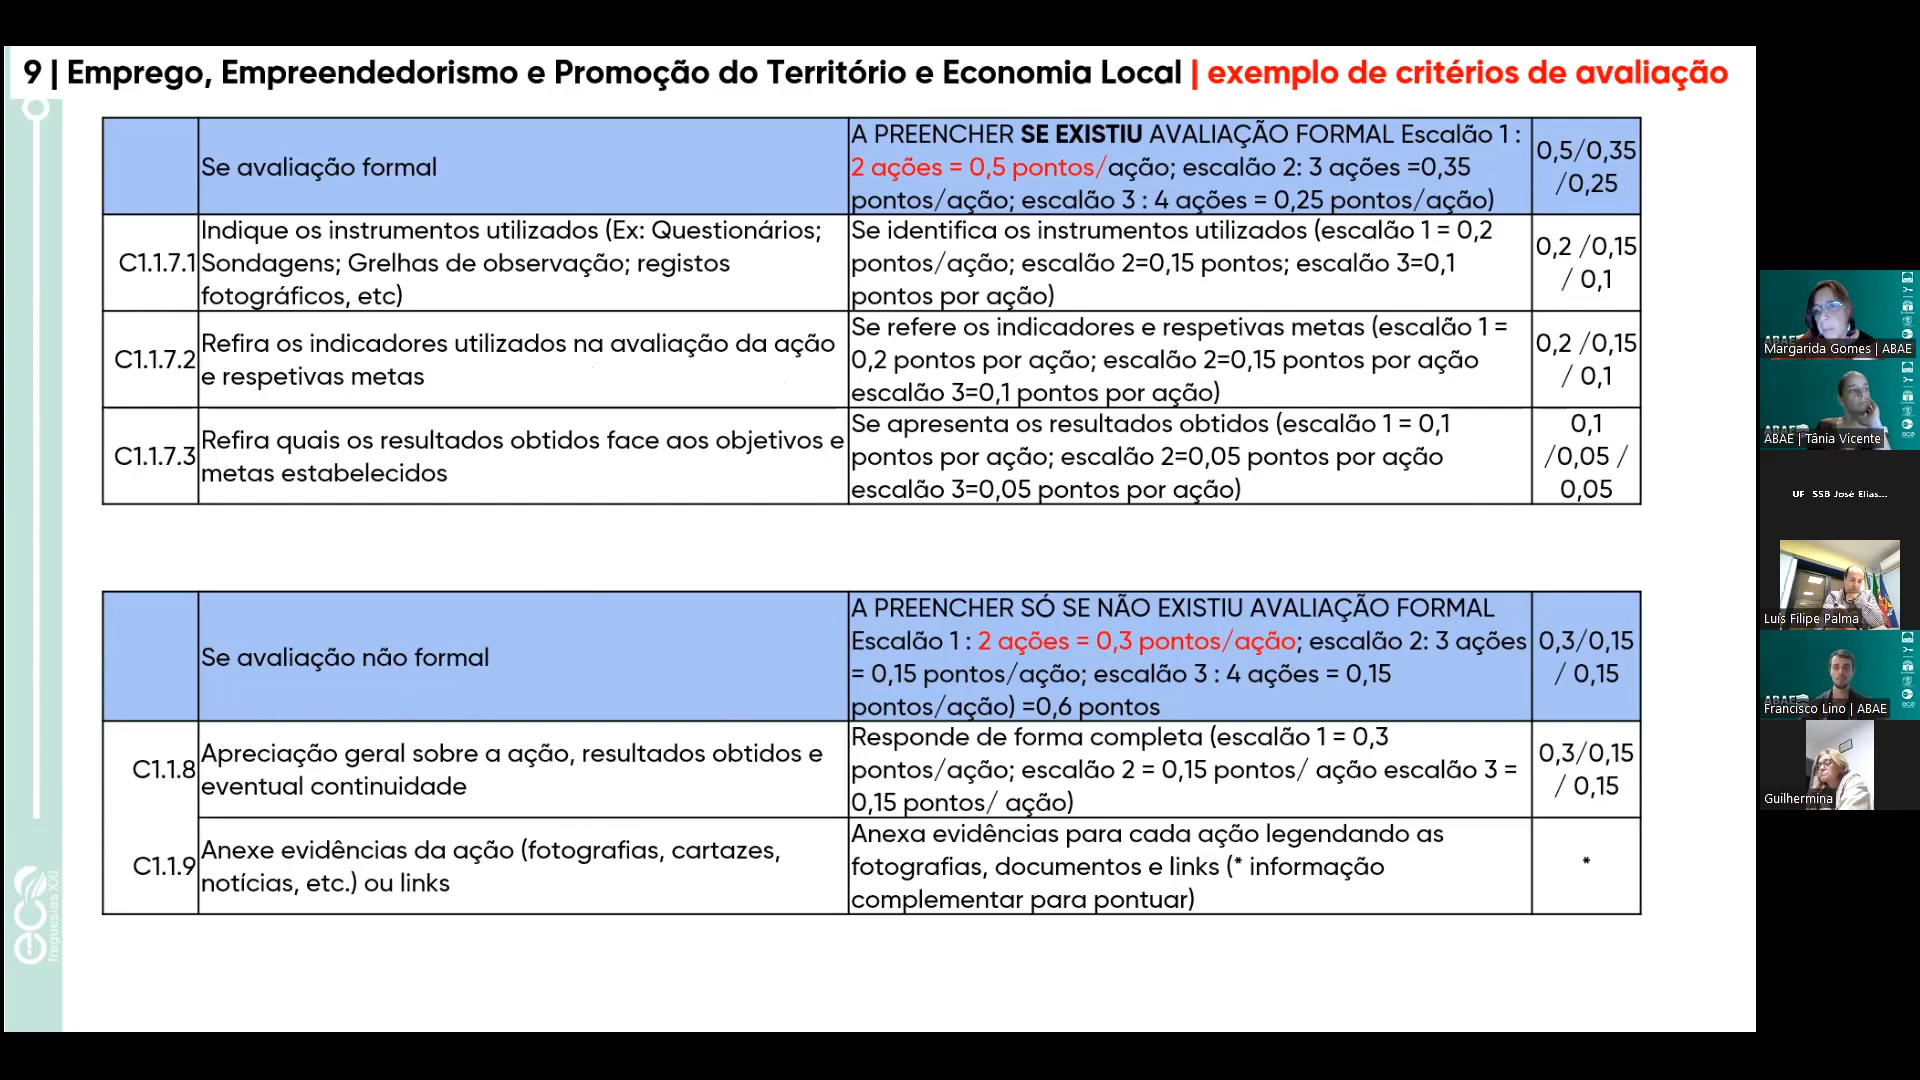 9 | Emprego, Empreendedorismo e Promoção do Território e Economia Local | exemplo de critérios de avaliação
Se avaliação formal
A PREENCHER SE EXISTIU AVALIAÇÃO FORMAL Escalão 1 :
2 ações = 0,5 pontos/ação; escalão 2: 3 ações =0,35
pontos/ação; escalão 3 : 4 ações = 0,25 pontos/ação)
0,5/0,35
/0,25
C1.1.7.1
Indique os instrumentos utilizados (Ex: Questionários;
Sondagens; Grelhas de observação; registos
fotográficos, etc)
Se identifica os instrumentos utilizados (escalão 1 = 0,2
pontos/ação; escalão 2=0,15 pontos; escalão 3=0,1
pontos por ação)
0,2 /0,15
/ 0,1
C1.1.7.2
Refira os indicadores utilizados na avaliação da ação
e respetivas metas
Se refere os indicadores e respetivas metas (escalão 1 =
0,2 pontos por ação; escalão 2=0,15 pontos por ação
escalão 3=0,1 pontos por ação)
0,2 /0,15
/ 0,1
C1.1.7.3
Refira quais os resultados obtidos face aos objetivos e
metas estabelecidos
Se apresenta os resultados obtidos (escalão 1 = 0,1
pontos por ação; escalão 2=0,05 pontos por ação
escalão 3=0,05 pontos por ação)
0,1
/0,05 /
0,05
Se avaliação não formal
A PREENCHER SÓ SE NÃO EXISTIU AVALIAÇÃO FORMAL
Escalão 1 : 2 ações = 0,3 pontos/ação; escalão 2: 3 ações
= 0,15 pontos/ação; escalão 3 : 4 ações = 0,15
pontos/ação) =0,6 pontos
0,3/0,15
/ 0,15
C1.1.8
Apreciação geral sobre a ação, resultados obtidos e
eventual continuidade
Responde de forma completa (escalão 1 = 0,3
pontos/ação; escalão 2 = 0,15 pontos/ ação escalão 3 =
0,15 pontos/ ação)
0,3/0,15
/ 0,15
C1.1.9
Anexe evidências da ação (fotografias, cartazes,
notícias, etc.) ou links
Anexa evidências para cada ação legendando as
fotografias, documentos e links (* informação
complementar para pontuar)
*
eco
freguesias XXI
ABAE
Margarida Gomes | ABAE
ABAE
ABAE | Tânia Vicente
UF SSB José Elias...
Luís Filipe Palma
ABAE
Francisco Lino | ABAE
Guilhermina